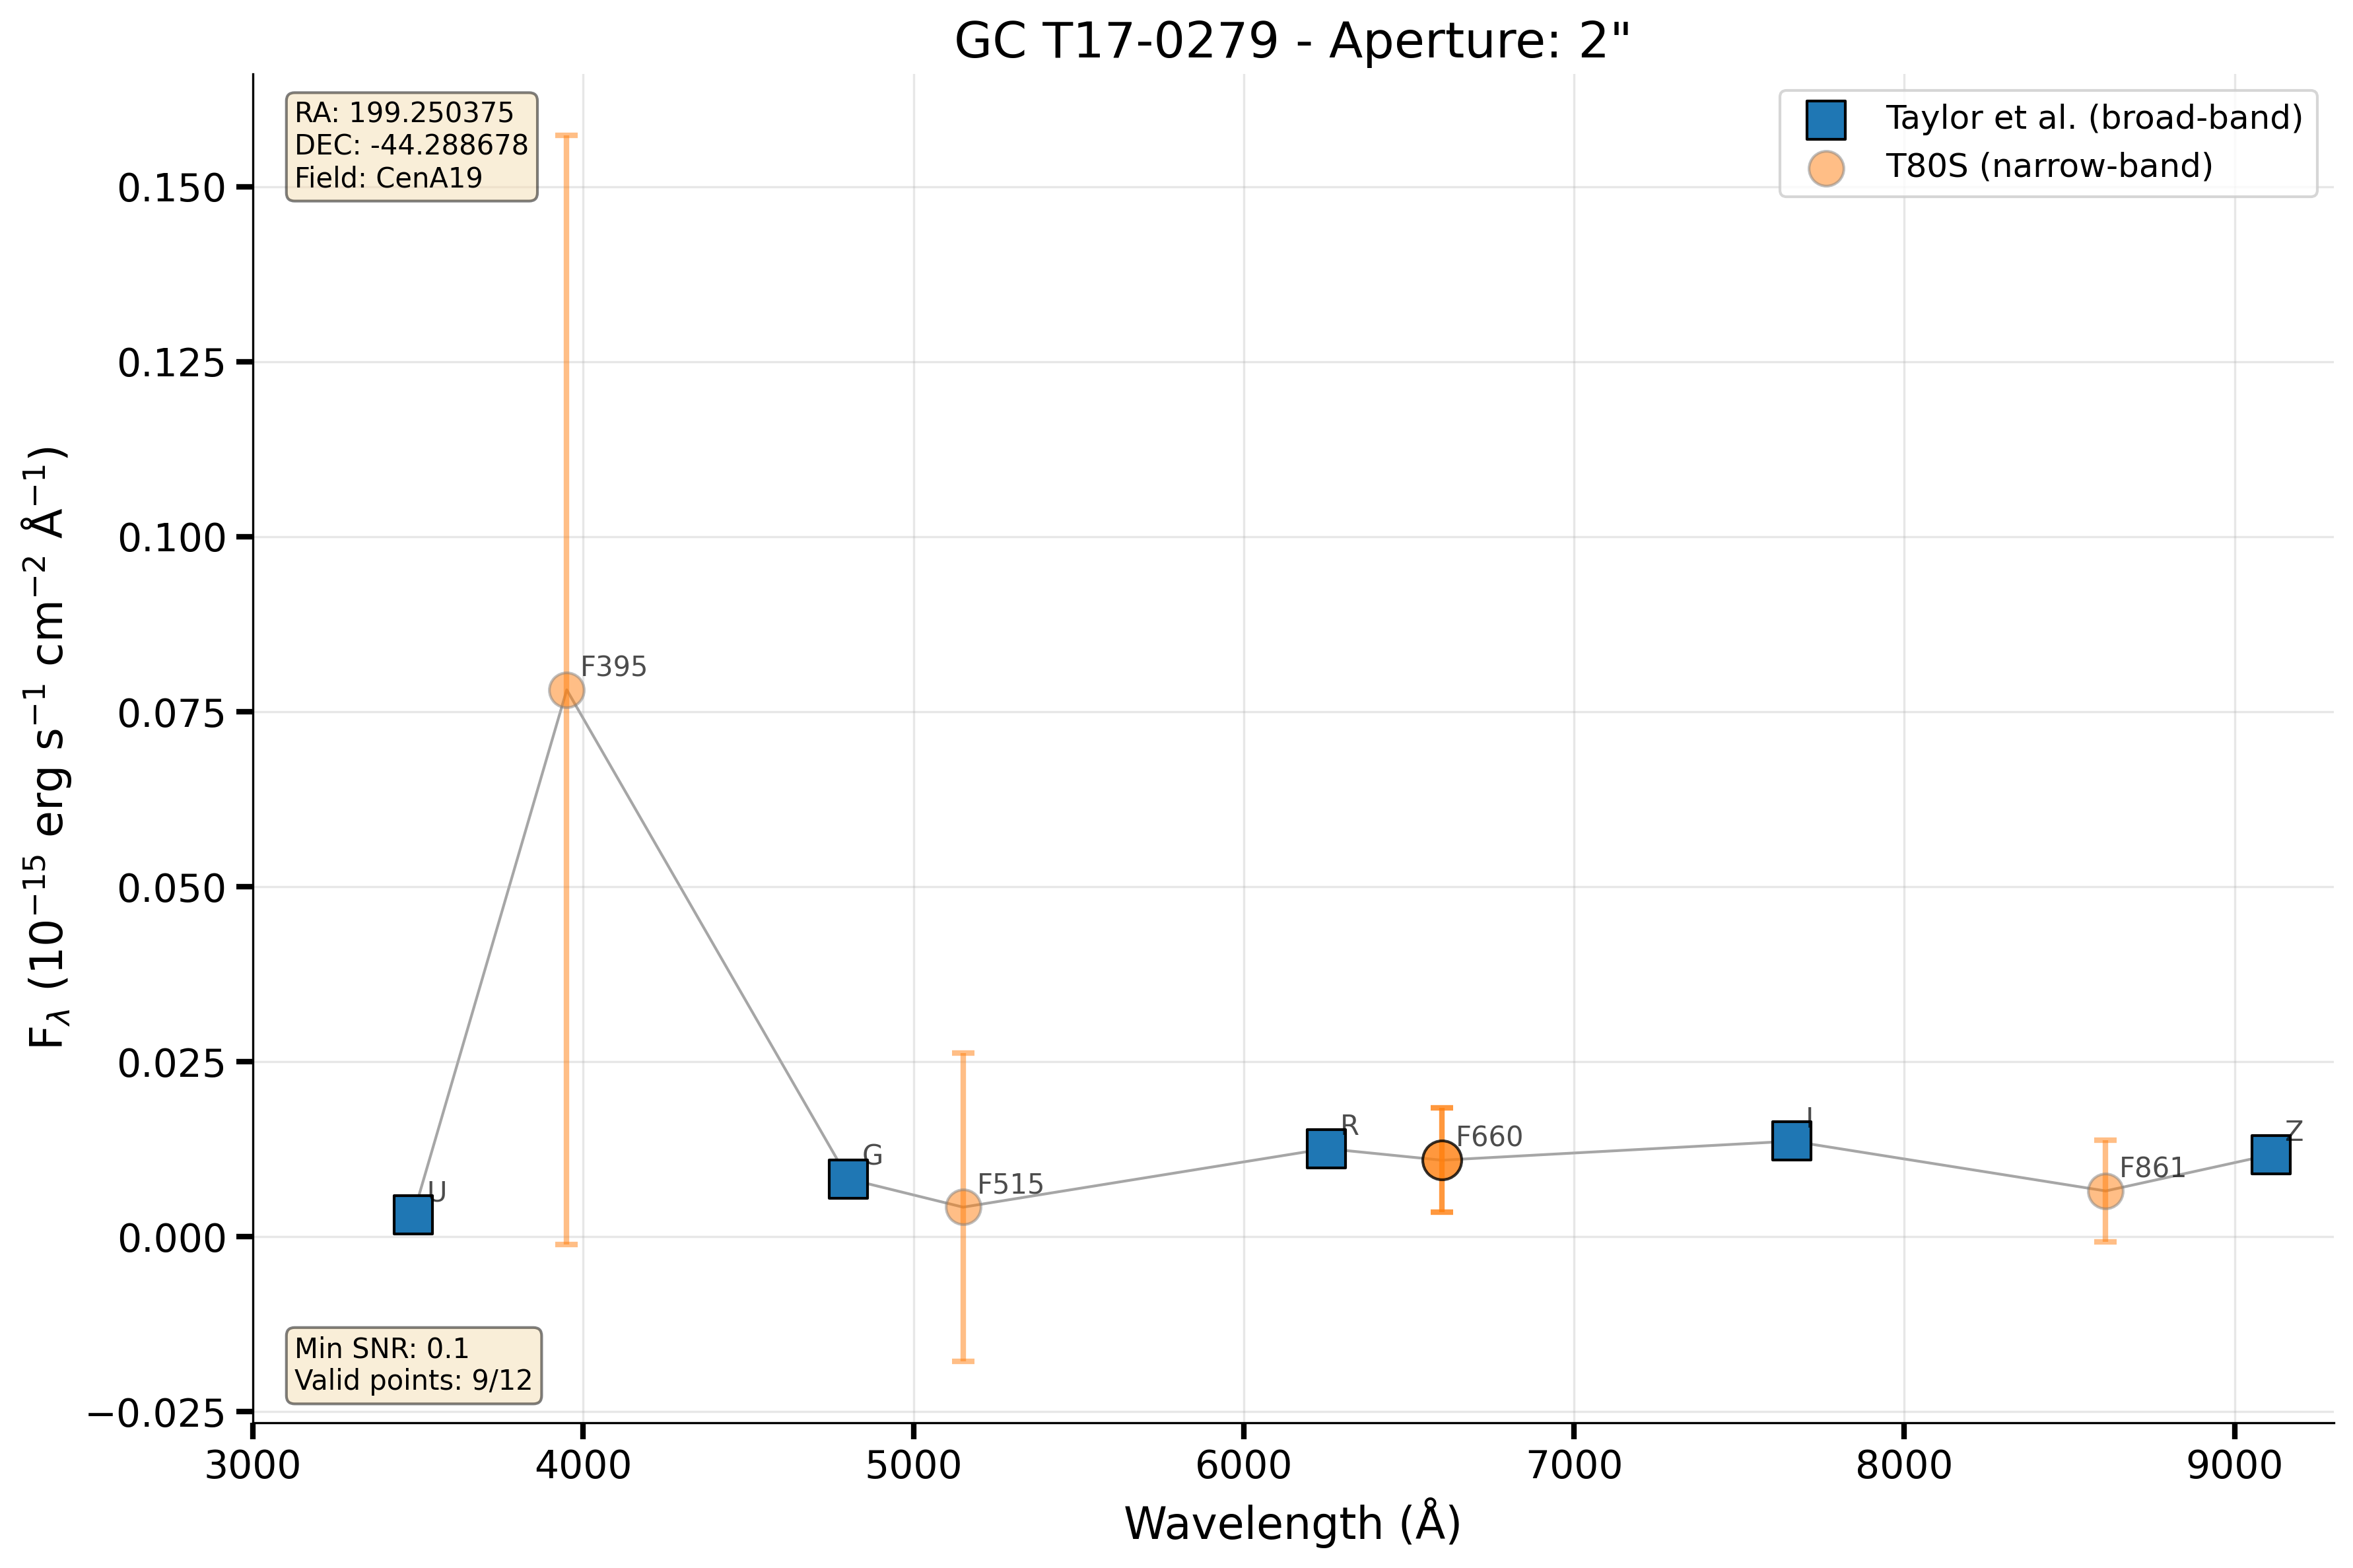 GC T17-0279 - Aperture: 2"
RA: 199.250375
DEC: -44.288678
Field: CenA19
Taylor et al. (broad-band)
T80S (narrow-band)
F$_{λ}$ (10$^{−15}$ erg s$^{−1}$ cm$^{−2}$ Å$^{−1}$)
0.150
0.125
0.100
0.075
0.050
0.025
0.000
−0.025
U
F395
G
F515
R
F660
I
F861
Z
Min SNR: 0.1
Valid points: 9/12
3000 4000 5000 6000 7000 8000 9000
Wavelength (Å)